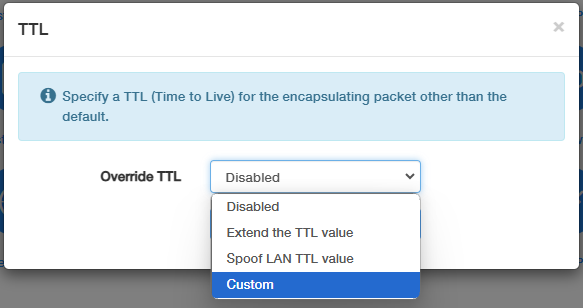 TTL
×
Specify a TTL (Time to Live) for the encapsulating packet other than the
default.
Override TTL
Disabled
Disabled
Extend the TTL value
Spoof LAN TTL value
Custom